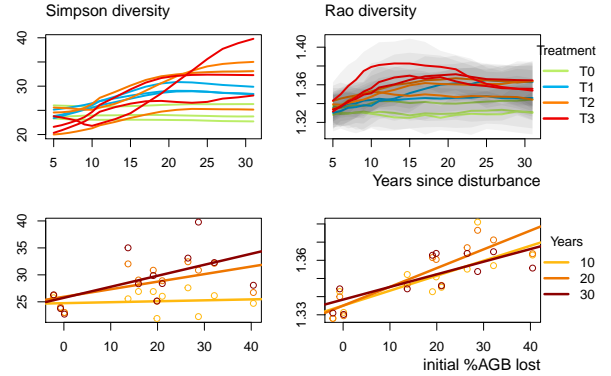 Simpson diversity
Rao diversity
40
30
20
5 10 15 20 25 30
1.40
1.36
1.32
5 10 15 20 25 30
Years since disturbance
Treatment
T0
T1
T2
T3
40
35
30
25
0 10 20 30 40
1.36
1.33
0 10 20 30 40
initial %AGB lost
Years
10
20
30